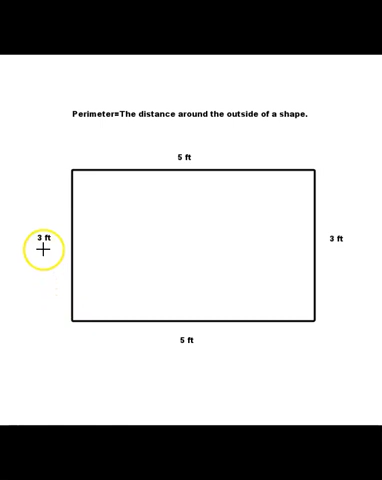 Perimeter=The distance around the outside of a shape.
5 ft
3 ft
3 ft
5 ft